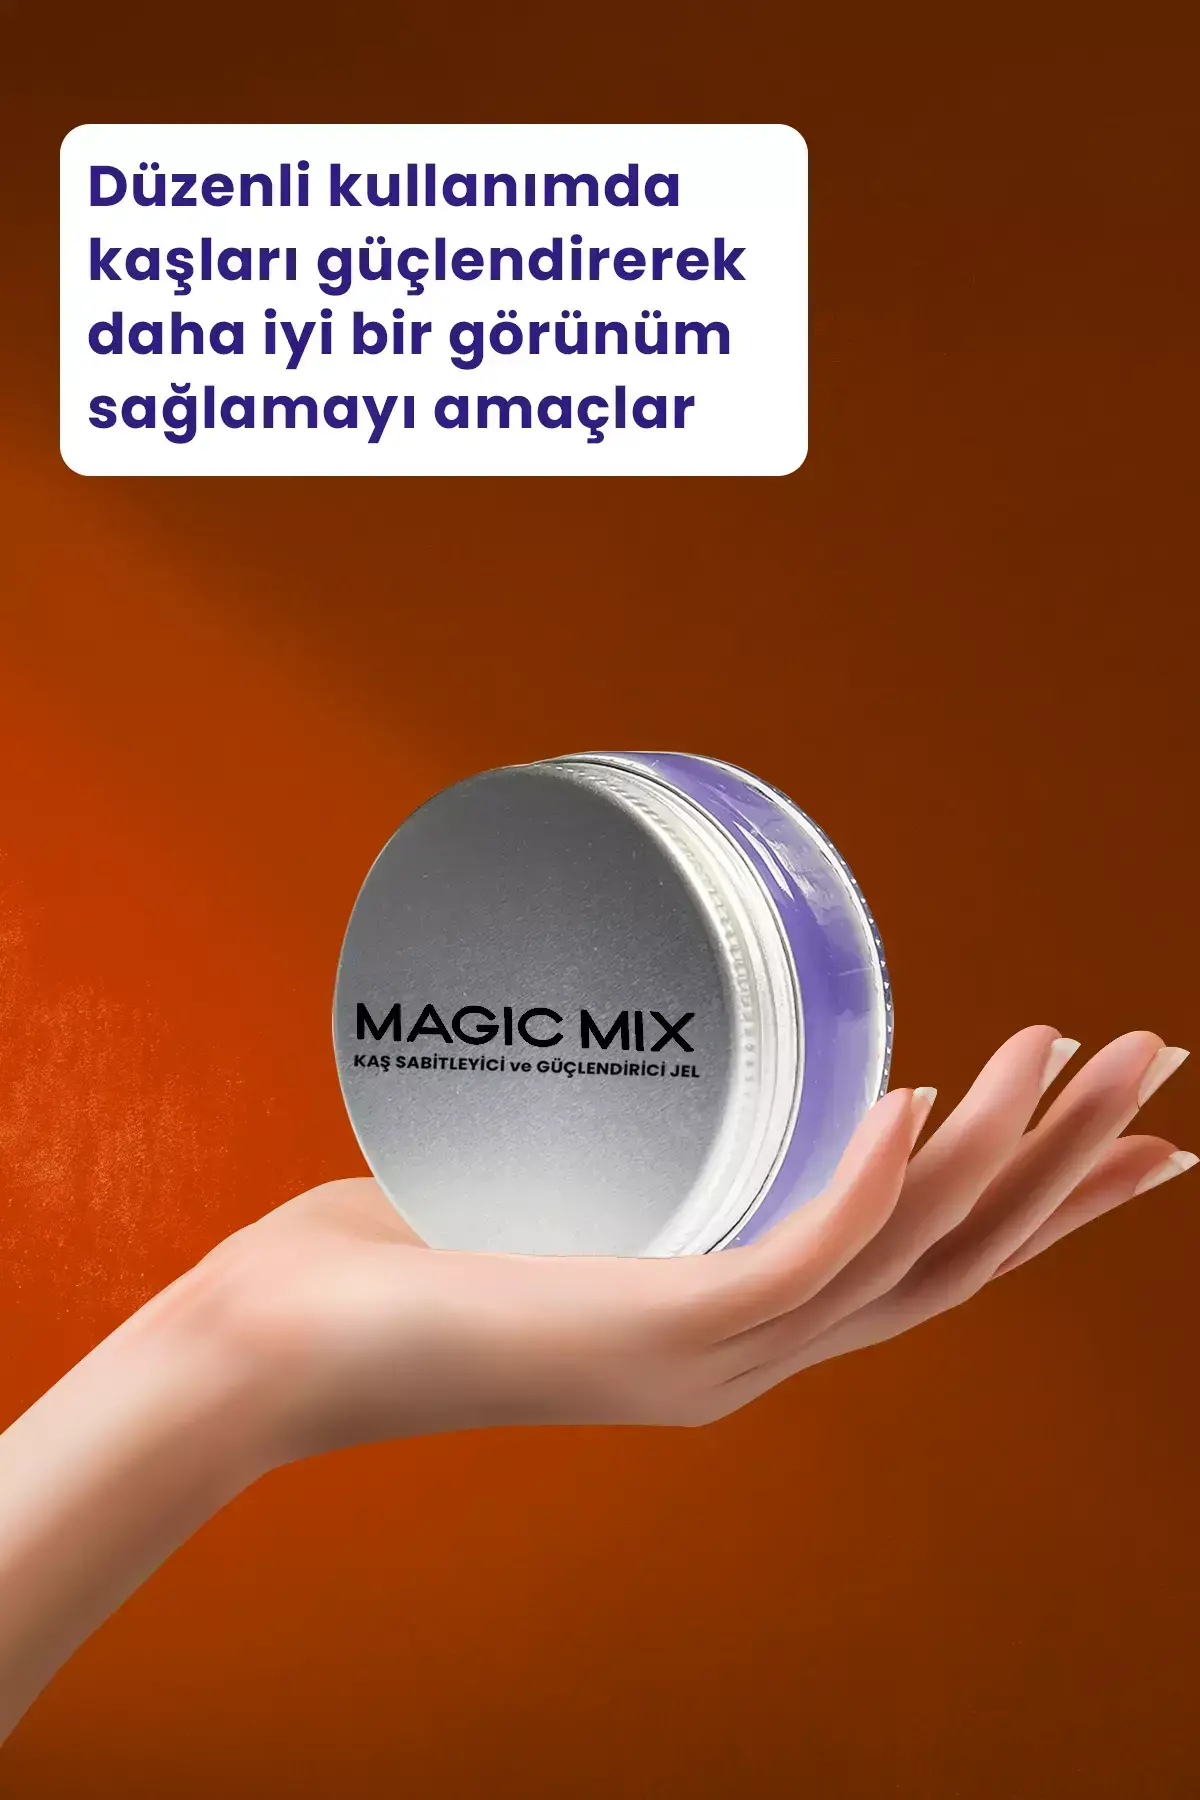 Düzenli kullanımda
kaşları güçlendirerek
daha iyi bir görünüm
sağlamayı amaçlar
MAGIC MIX
KAŞ SABİTLEYİCİ ve GÜÇLENDİRİCİ JEL